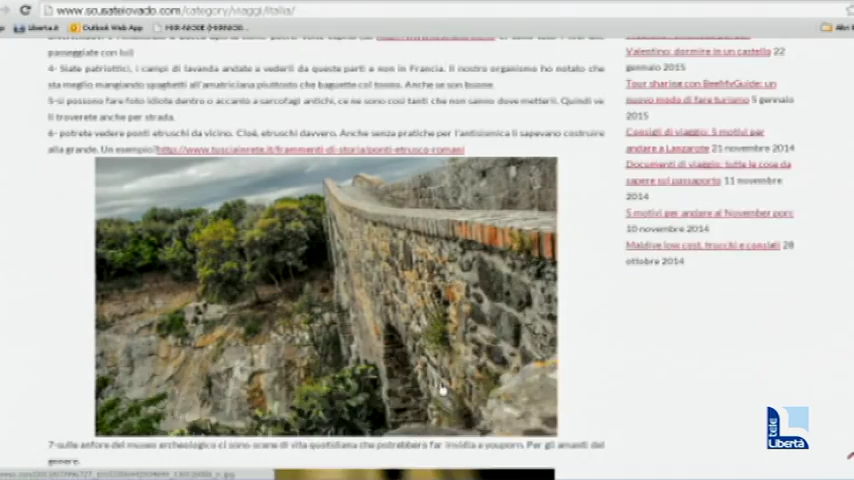 www.scusateiovado.com/category/viaggi/italia/
Liberta.it Outlook Web App
passeggiate con lui)
4- Siate patriottici, i campi di lavanda andate a vederli da queste parti e non in Francia. Il nostro organismo ha notato che
sta meglio mangiando spaghetti all'amatriciana piuttosto che baguette col tonno. Anche se son buone.
5-si possono fare foto idiote dentro o accanto a sarcofagi antichi, ce ne sono così tanti che non sanno dove metterli. Quindi ve
li troverete anche per strada.
6- potrete vedere ponti etruschi da vicino. Cioè, etruschi davvero. Anche senza pratiche per l'antisismica li sapevano costruire
alla grande. Un esempio?http://www.tusciainrete.it/frammenti-di-storia/ponti-etrusco-romani
7-sulle anfore del museo archeologico ci sono scene di vita quotidiana che potrebbero far invidia a youporn. Per gli amanti del
genere.
Valentino: dormire in un castello 22
gennaio 2015
Tour sharing con BeeMyGuide: un
nuovo modo di fare turismo 5 gennaio
2015
Consigli di viaggio: 5 motivi per
andare a Lanzarote 21 novembre 2014
Documenti di viaggio: tutte le cose da
sapere sul passaporto 11 novembre
2014
5 motivi per andare al November porc
10 novembre 2014
Maldive low cost, trucchi e consigli 28
ottobre 2014
tele
Libertà